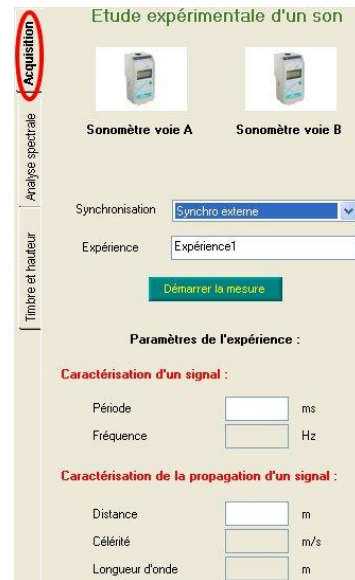 Etude expérimentale d'un son
Acquisition
Analyse spectrale
Timbre et hauteur
Sonomètre voie A
Sonomètre voie B
Synchronisation
Synchro externe
Expérience
Expérience1
Démarrer la mesure
Paramètres de l'expérience :
Caractérisation d'un signal :
Période
ms
Fréquence
Hz
Caractérisation de la propagation d'un signal :
Distance
m
Célérité
m/s
Longueur d'onde
m